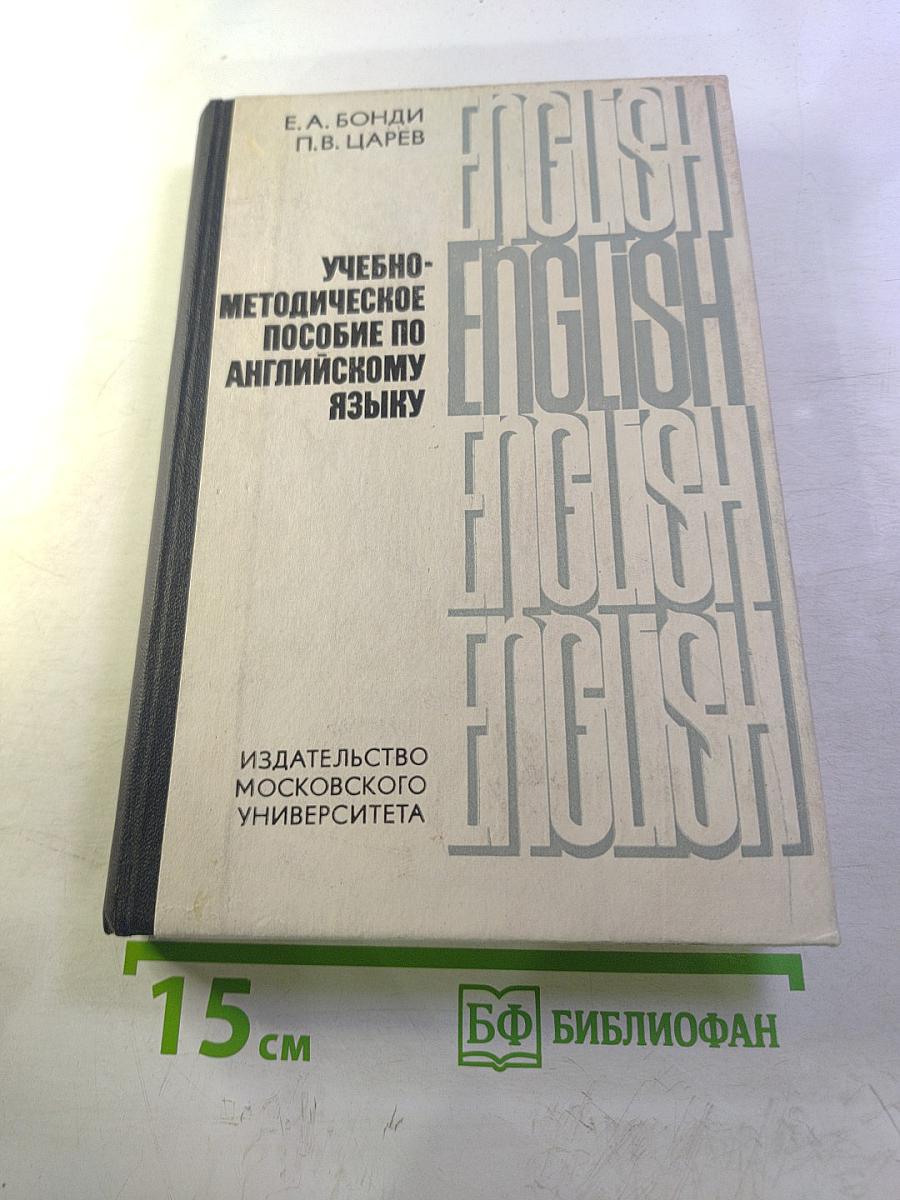 Е. А. БОНДИ
П. В. ЦАРЕВ
УЧЕБНО-
МЕТОДИЧЕСКОЕ
ПОСОБИЕ ПО
АНГЛИЙСКОМУ
ЯЗЫКУ
ENGLISH
ENGLiSH
ENGLISH
ENGLISH
ИЗДАТЕЛЬСТВО
МОСКОВСКОГО
УНИВЕРСИТЕТА
15 см
БФ БИБЛИОФАН